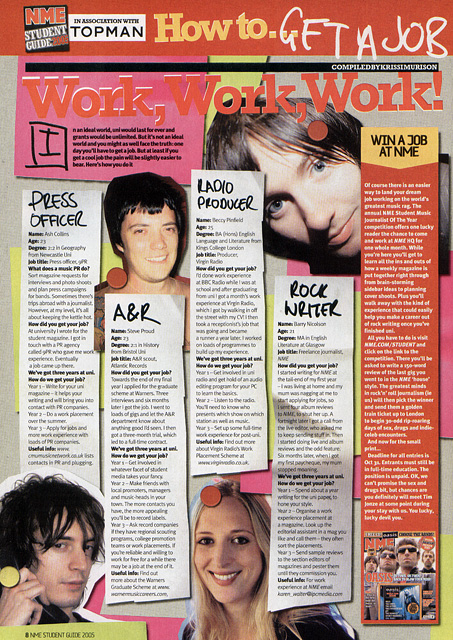 NME
STUDENT
GUIDE 2005
IN ASSOCIATION WITH
TOPMAN
How to...
GET A JOB
COMPILED BY KRISSI MURISON
Work, Work, Work!
In an ideal world, uni would last for ever and
grants would be unlimited. But it's not an ideal
world and you might as well face the truth: one
day you'll have to get a job. But at least if you
get a cool job the pain will be slightly easier to
bear. Here's how you do it
PRESS
OFFICER
Name: Ash Collins
Age: 23
Degree: 2:2 in Geography
from Newcastle Uni
Job title: Press officer, 9PR
What does a music PR do?
Sort magazine requests for
interviews and photo shoots
and plan press campaigns
for bands. Sometimes there's
trips abroad with a journalist.
However, at my level, it's all
about keeping the kettle hot.
How did you get your job?
At university I wrote for the
student magazine. I got in
touch with a PR agency
called 9PR who gave me work
experience. Eventually
a job came up there.
We've got three years at uni.
How do we get your job?
Year 1 – Write for your uni
magazine – it helps your
writing and will bring you into
contact with PR companies.
Year 2 – Do a work placement
over the summer.
Year 3 – Apply for jobs and
more work experience with
loads of PR companies.
Useful info: www.
cmumusicnetwork.co.uk lists
contacts in PR and plugging.
A&R
Name: Steve Proud
Age: 23
Degree: 2:1 in History
from Bristol Uni
Job title: A&R scout,
Atlantic Records
How did you get your job?
Towards the end of my final
year I applied for the graduate
scheme at Warners. Three
interviews and six months
later I got the job. I went to
loads of gigs and let the A&R
department know about
anything good I'd seen. I then
got a three-month trial, which
led to a full time contract.
We've got three years at uni.
How do we get your job?
Year 1 – Get involved in
whatever facet of student
media takes your fancy.
Year 2 – Make friends with
local promoters, managers
and music heads in your
town. The more contacts you
have, the more appealing
you'll be to record labels.
Year 3 – Ask record companies
if they have regional scouting
programs, college promotion
teams or work placements. If
you're reliable and willing to
work for free for a while there
may be a job at the end of it.
Useful info: Find out
more about the Warners
Graduate Scheme at www.
warnermusiccareers.com.
RADIO
PRODUCER
Name: Beccy Pinfield
Age: 25
Degree: BA (Hons) English
Language and Literature from
Kings College London
Job title: Producer,
Virgin Radio
How did you get your job?
I'd done work experience
at BBC Radio while I was at
school and after graduating
from uni I got a month's work
experience at Virgin Radio,
which I got by walking in off
the street with my CV! I then
took a receptionist's job that
was going and became
a runner a year later. I worked
on loads of programmes to
build up my experience.
We've got three years at uni.
How do we get your job?
Year 1 – Get involved in uni
radio and get hold of an audio
editing program for your PC
to learn the basics.
Year 2 – Listen to the radio.
You'll need to know who
presents which show on which
station as well as music.
Year 3 – Set up some full-time
work experience for post-uni.
Useful info: Find out more
about Virgin Radio's Work
Placement Scheme at
www.virginradio.co.uk.
ROCK
WRITER
Name: Barry Nicolson
Age: 21
Degree: MA in English
Literature at Glasgow
Job title: Freelance journalist,
NME
How did you get your job?
I started writing for NME at
the tail-end of my first year.
I was living at home and my
mum was nagging at me to
start applying for jobs, so
I sent four album reviews
to NME, to shut her up. A
fortnight later I got a call from
the live editor, who asked me
to keep sending stuff in. Then
I started doing live and album
reviews and the odd feature.
Six months later, when I got
my first paycheque, my mum
stopped moaning.
We've got three years at uni.
How do we get your job?
Year 1 – Spend about a year
writing for the uni paper, to
hone your style.
Year 2 – Organise a work
experience placement at
a magazine. Look up the
editorial assistant in a mag you
like and call them – they often
sort the placements.
Year 3 – Send sample reviews
to the section editors of
magazines and pester them
until they commission you.
Useful info: For work
experience at NME email
karen_walter@ipcmedia.com
WIN A JOB
AT NME
Of course there is an easier
way to land your dream
job working on the world's
greatest music mag. The
annual NME Student Music
Journalist Of The Year
competition offers one lucky
reader the chance to come
and work at NME HQ for
one whole month. While
you're here you'll get to
learn all the ins and outs of
how a weekly magazine is
put together right through
from brain-storming
sidebar ideas to planning
cover shoots. Plus you'll
walk away with the kind of
experience that could easily
help you make a career out
of rock writing once you've
finished uni.
All you have to do is visit
NME.COM/STUDENT and
click on the link to the
competition. Then you'll be
asked to write a 150-word
review of the last gig you
went to in the NME 'house'
style. The greatest minds
in rock'n'roll journalism (ie
us) will then pick the winner
and send them a golden
train ticket up to London
to begin 30-odd rip-roaring
days of sex, drugs and indie-
celeb encounters.
And now for the small
print...
Deadline for all entries is
Oct 30. Entrants must still be
in full-time education. The
position is unpaid. OK, we
can't promise the sex and
drugs bit, but chances are
you definitely will meet Tim
Jonze at some point during
your stay with us. You lucky,
lucky devil you.
NME
8 NME STUDENT GUIDE 2005